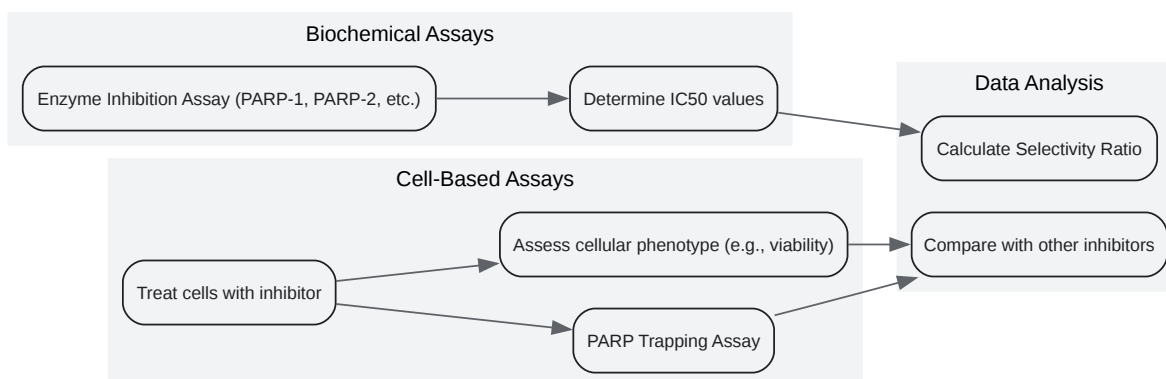 Biochemical Assays
Enzyme Inhibition Assay (PARP-1, PARP-2, etc.)
Determine IC50 values
Cell-Based Assays
Treat cells with inhibitor
Assess cellular phenotype (e.g., viability)
PARP Trapping Assay
Data Analysis
Calculate Selectivity Ratio
Compare with other inhibitors